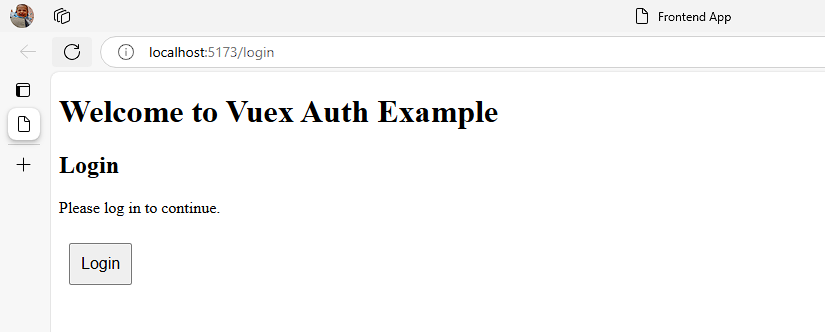 Frontend App
localhost:5173/login
Welcome to Vuex Auth Example
Login
Please log in to continue.
Login